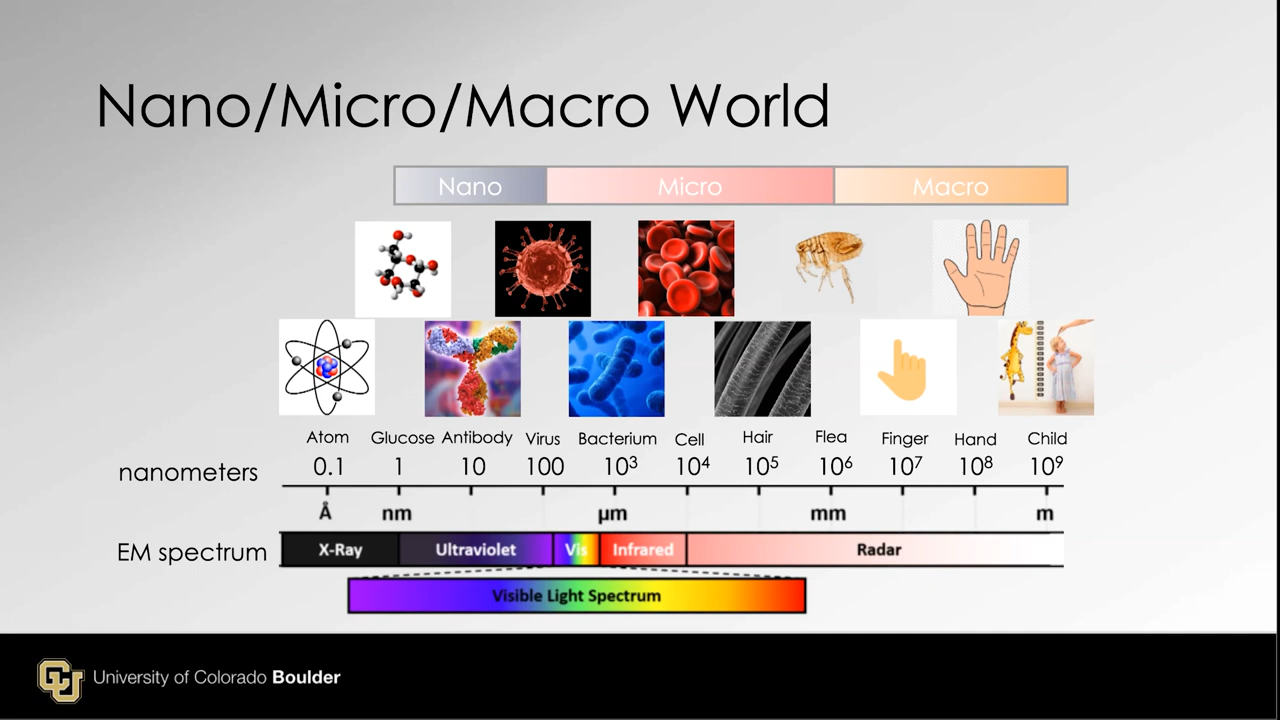 Nano/Micro/Macro World
Nano Micro Macro
Atom Glucose Antibody Virus Bacterium Cell Hair Flea Finger Hand Child
nanometers 0.1 1 10 100 10³ 10⁴ 10⁵ 10⁶ 10⁷ 10⁸ 10⁹
Å nm μm mm m
EM spectrum X-Ray Ultraviolet Vis Infrared Radar
Visible Light Spectrum
CU University of Colorado Boulder